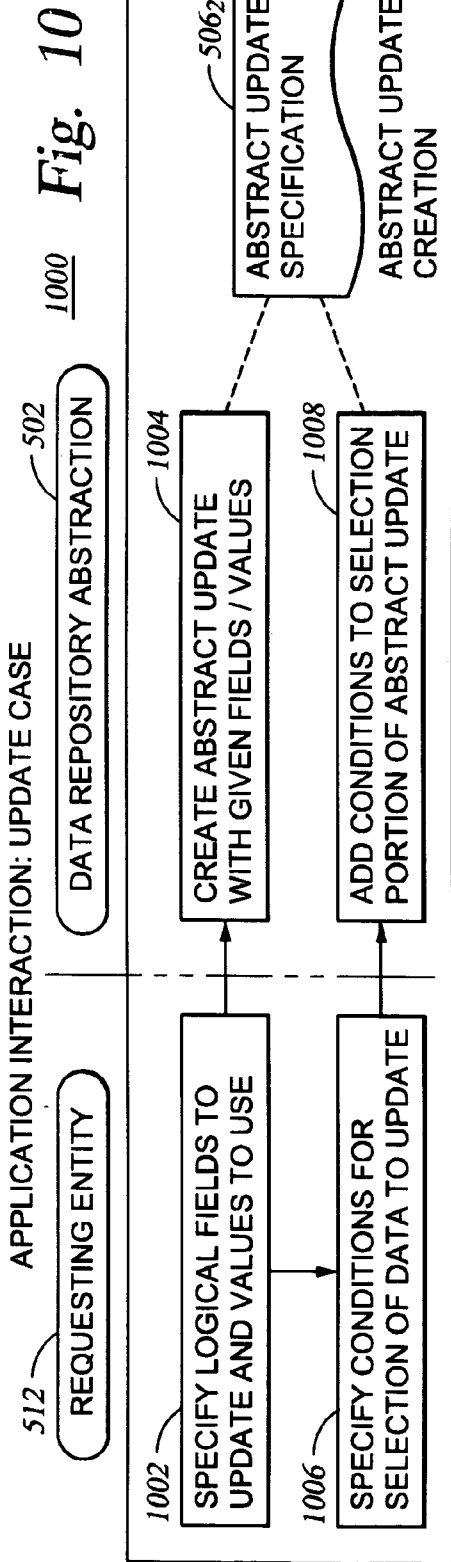 APPLICATION INTERACTION: UPDATE CASE
1000
Fig. 10
512
REQUESTING ENTITY
502
DATA REPOSITORY ABSTRACTION
1002
SPECIFY LOGICAL FIELDS TO
UPDATE AND VALUES TO USE
1004
CREATE ABSTRACT UPDATE
WITH GIVEN FIELDS / VALUES
506₂
ABSTRACT UPDATE
SPECIFICATION
1006
SPECIFY CONDITIONS FOR
SELECTION OF DATA TO UPDATE
1008
ADD CONDITIONS TO SELECTION
PORTION OF ABSTRACT UPDATE
ABSTRACT UPDATE
CREATION